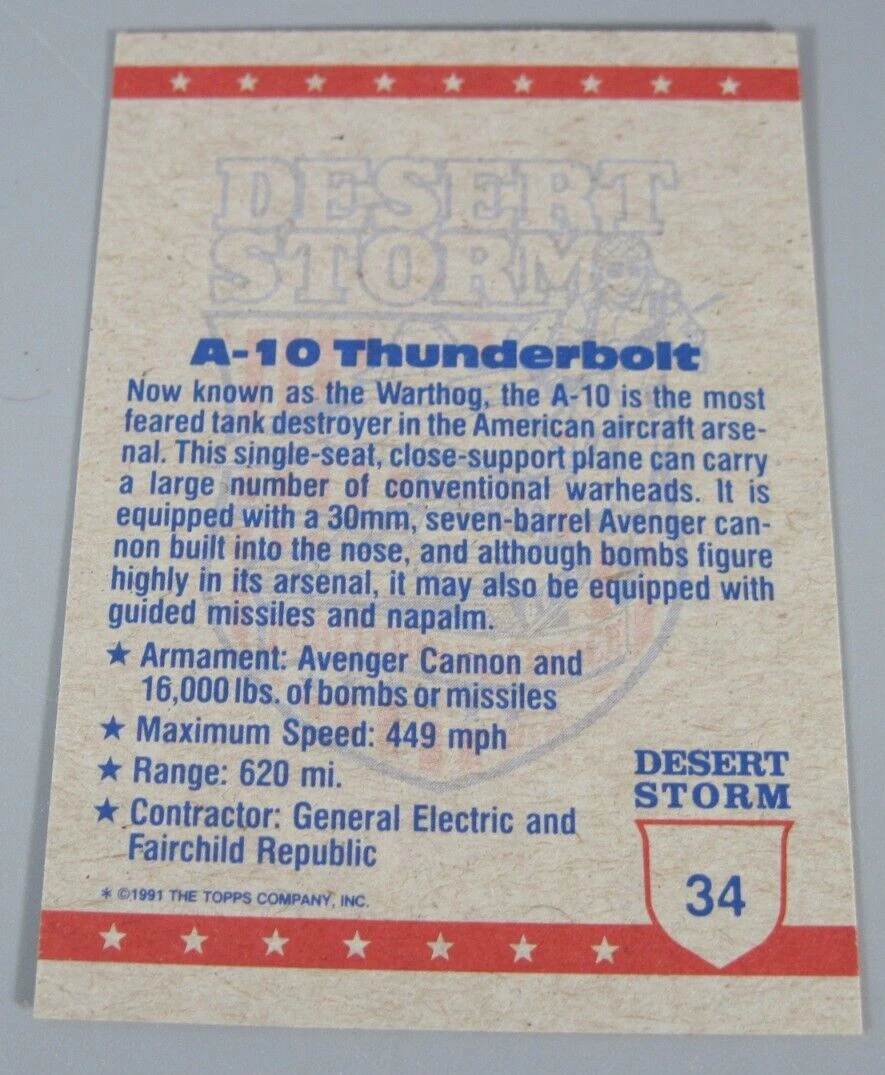 DESERT
STORM
A-10 Thunderbolt
Now known as the Warthog, the A-10 is the most
feared tank destroyer in the American aircraft arse-
nal. This single-seat, close-support plane can carry
a large number of conventional warheads. It is
equipped with a 30mm, seven-barrel Avenger can-
non built into the nose, and although bombs figure
highly in its arsenal, it may also be equipped with
guided missiles and napalm.
★ Armament: Avenger Cannon and
16,000 lbs. of bombs or missiles
★ Maximum Speed: 449 mph
★ Range: 620 mi.
★ Contractor: General Electric and
Fairchild Republic
* ©1991 THE TOPPS COMPANY, INC.
DESERT
STORM
34